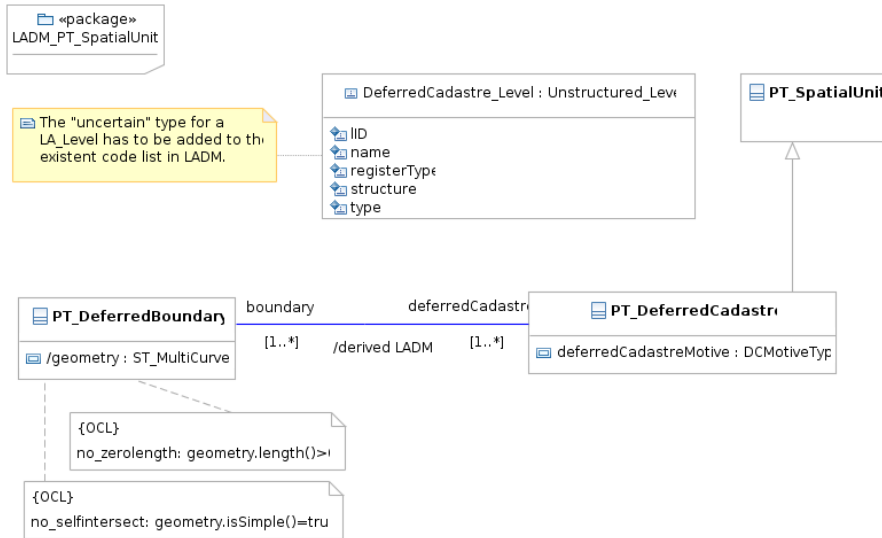 «package»
LADM_PT_SpatialUnit
DeferredCadastre_Level : Unstructured_Leve
PT_SpatialUnit
The "uncertain" type for a
LA_Level has to be added to the
existent code list in LADM.
lID
name
registerType
structure
type
boundary
deferredCadastre
PT_DeferredBoundary
PT_DeferredCadastre
[1..*]
/derived LADM
[1..*]
/geometry : ST_MultiCurve
deferredCadastreMotive : DCMotiveTyp
{OCL}
no_zerolength: geometry.length()>
{OCL}
no_selfintersect: geometry.isSimple()=tru